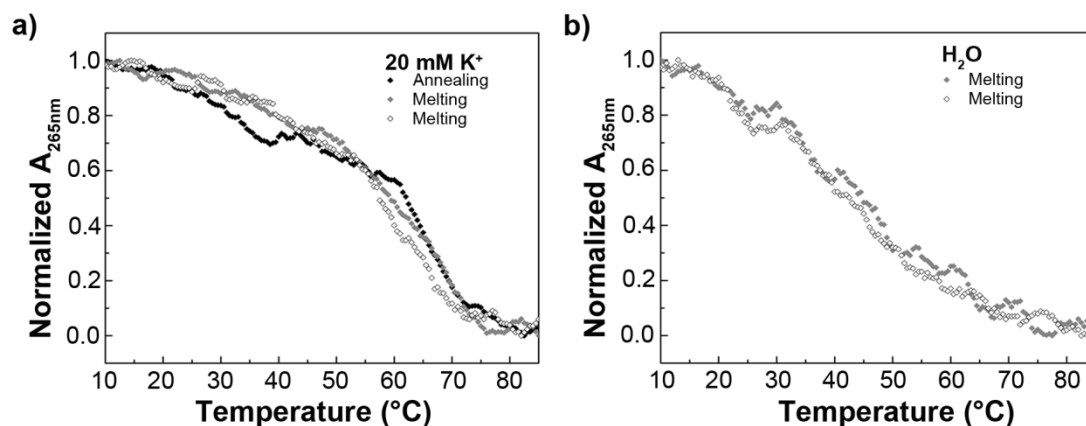 a)
20 mM K⁺
Annealing
Melting
Melting
Normalized A265nm
1.0
0.8
0.6
0.4
0.2
0.0
10 20 30 40 50 60 70 80
Temperature (°C)
b)
H₂O
Melting
Melting
Normalized A265nm
1.0
0.8
0.6
0.4
0.2
0.0
10 20 30 40 50 60 70 80
Temperature (°C)